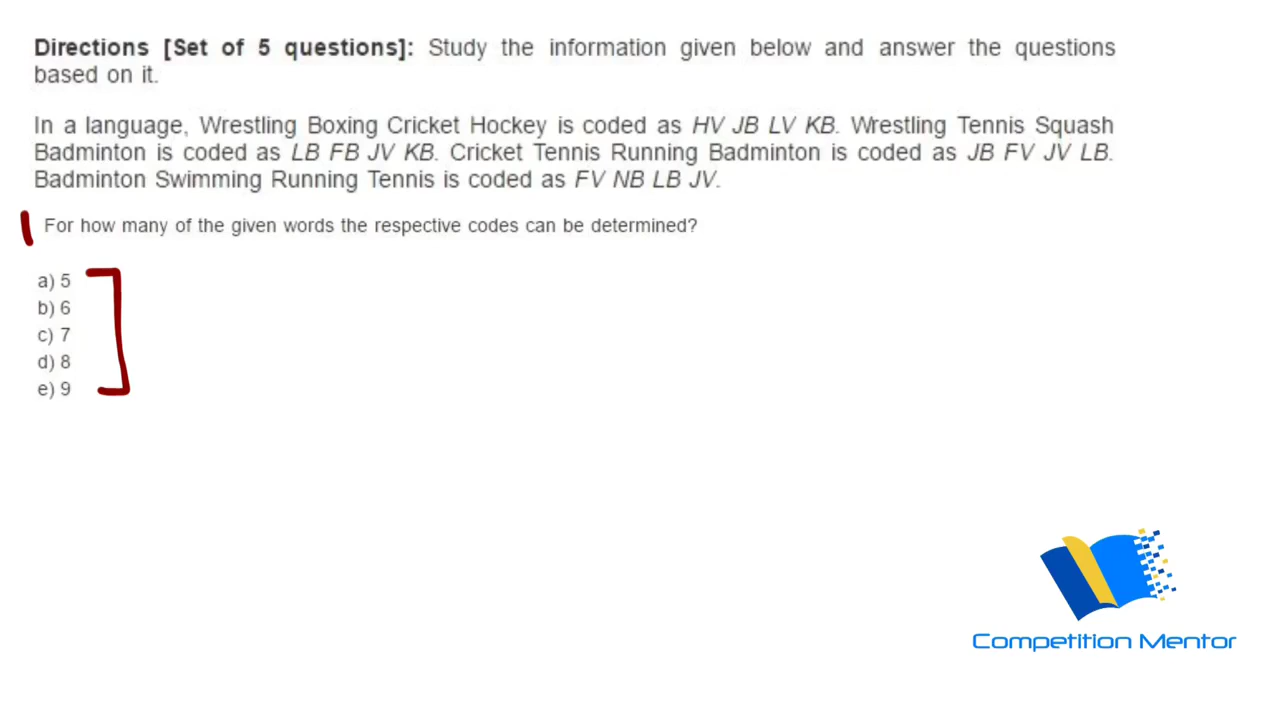 Directions [Set of 5 questions]: Study the information given below and answer the questions
based on it.
In a language, Wrestling Boxing Cricket Hockey is coded as HV JB LV KB. Wrestling Tennis Squash
Badminton is coded as LB FB JV KB. Cricket Tennis Running Badminton is coded as JB FV JV LB.
Badminton Swimming Running Tennis is coded as FV NB LB JV.
For how many of the given words the respective codes can be determined?
a) 5
b) 6
c) 7
d) 8
e) 9
Competition Mentor